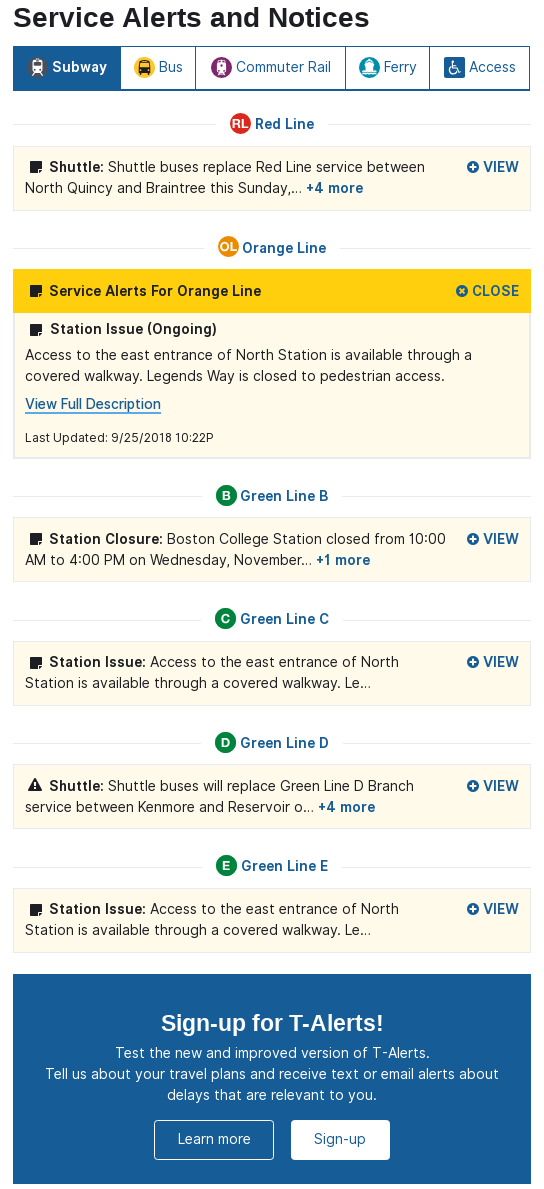 Service Alerts and Notices
Subway Bus Commuter Rail Ferry Access
RL Red Line
Shuttle: Shuttle buses replace Red Line service between VIEW
North Quincy and Braintree this Sunday,... +4 more
OL Orange Line
Service Alerts For Orange Line CLOSE
Station Issue (Ongoing)
Access to the east entrance of North Station is available through a
covered walkway. Legends Way is closed to pedestrian access.
View Full Description
Last Updated: 9/25/2018 10:22P
B Green Line B
Station Closure: Boston College Station closed from 10:00 VIEW
AM to 4:00 PM on Wednesday, November... +1 more
C Green Line C
Station Issue: Access to the east entrance of North VIEW
Station is available through a covered walkway. Le...
D Green Line D
Shuttle: Shuttle buses will replace Green Line D Branch VIEW
service between Kenmore and Reservoir o... +4 more
E Green Line E
Station Issue: Access to the east entrance of North VIEW
Station is available through a covered walkway. Le...
Sign-up for T-Alerts!
Test the new and improved version of T-Alerts.
Tell us about your travel plans and receive text or email alerts about
delays that are relevant to you.
Learn more Sign-up